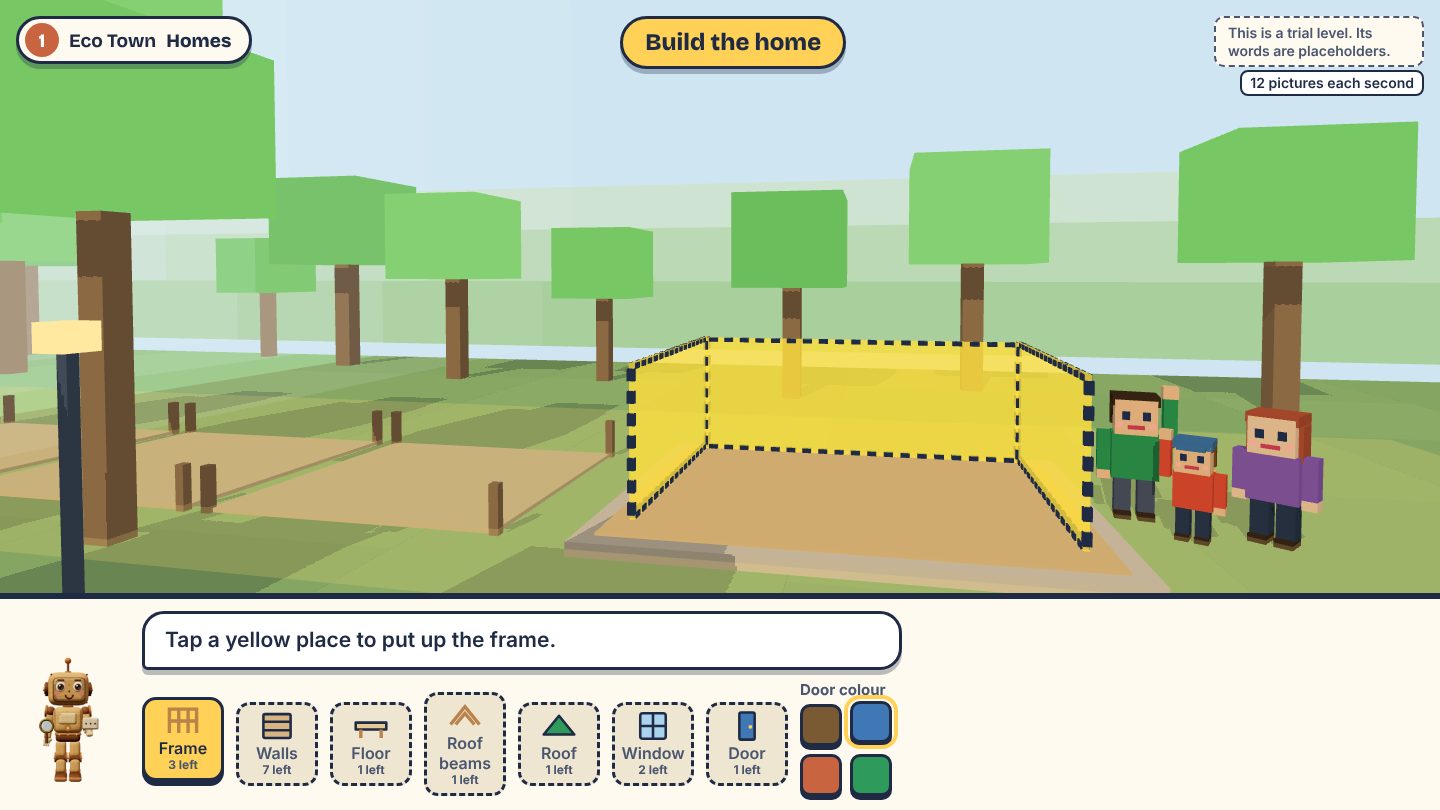 1 Eco Town Homes
Build the home
This is a trial level. Its
words are placeholders.
12 pictures each second
Tap a yellow place to put up the frame.
Door colour
Frame
3 left
Walls
7 left
Floor
1 left
Roof
beams
1 left
Roof
1 left
Window
2 left
Door
1 left